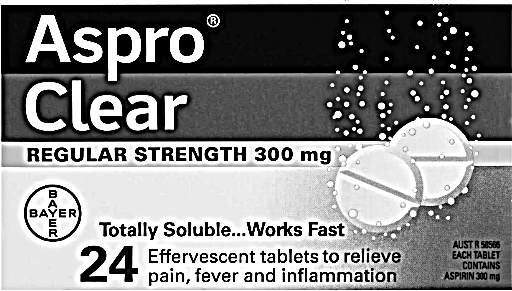 Aspro®
Clear
REGULAR STRENGTH 300 mg
BAYER
BAYER
Totally Soluble...Works Fast
24 Effervescent tablets to relieve
pain, fever and inflammation
AUST R 58566
EACH TABLET
CONTAINS
ASPIRIN 300 mg